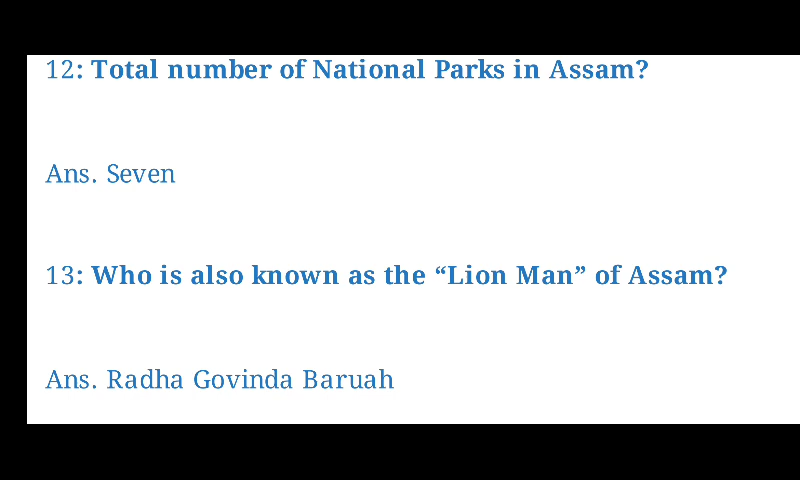 12: Total number of National Parks in Assam?
Ans. Seven
13: Who is also known as the “Lion Man” of Assam?
Ans. Radha Govinda Baruah